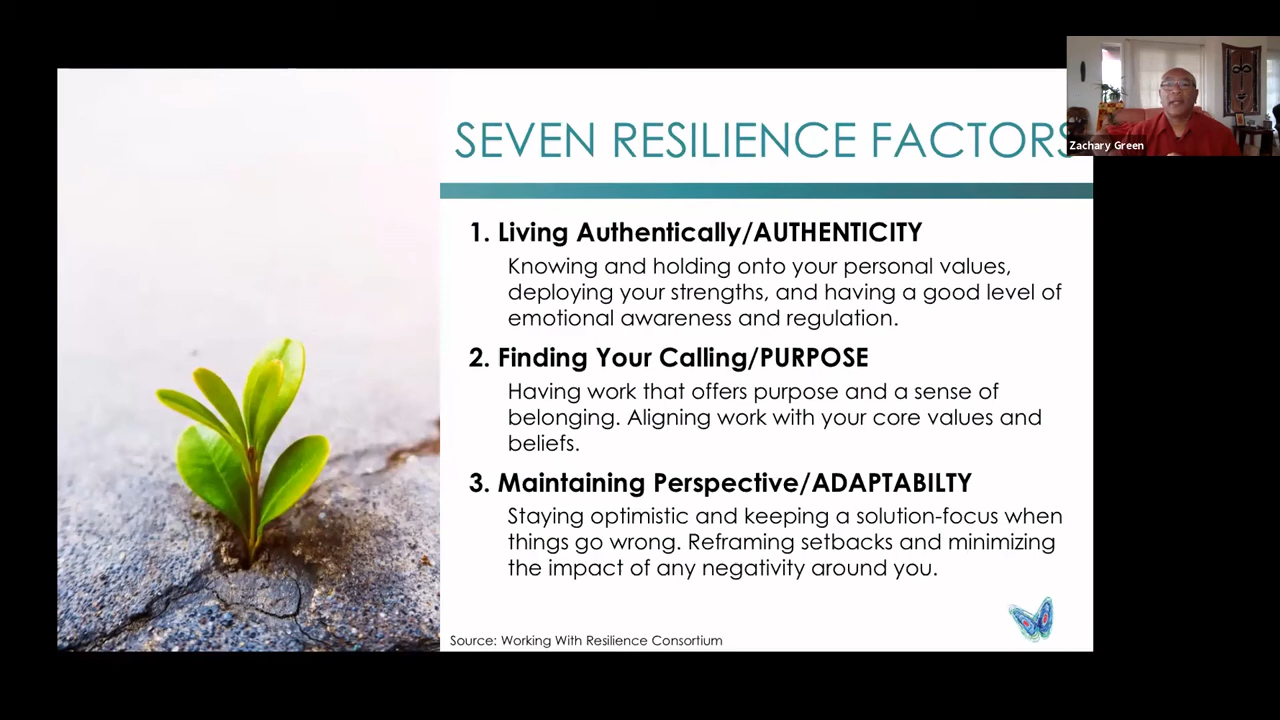 SEVEN RESILIENCE FACTORS
Zachary Green
1. Living Authentically/AUTHENTICITY
Knowing and holding onto your personal values,
deploying your strengths, and having a good level of
emotional awareness and regulation.
2. Finding Your Calling/PURPOSE
Having work that offers purpose and a sense of
belonging. Aligning work with your core values and
beliefs.
3. Maintaining Perspective/ADAPTABILTY
Staying optimistic and keeping a solution-focus when
things go wrong. Reframing setbacks and minimizing
the impact of any negativity around you.
Source: Working With Resilience Consortium